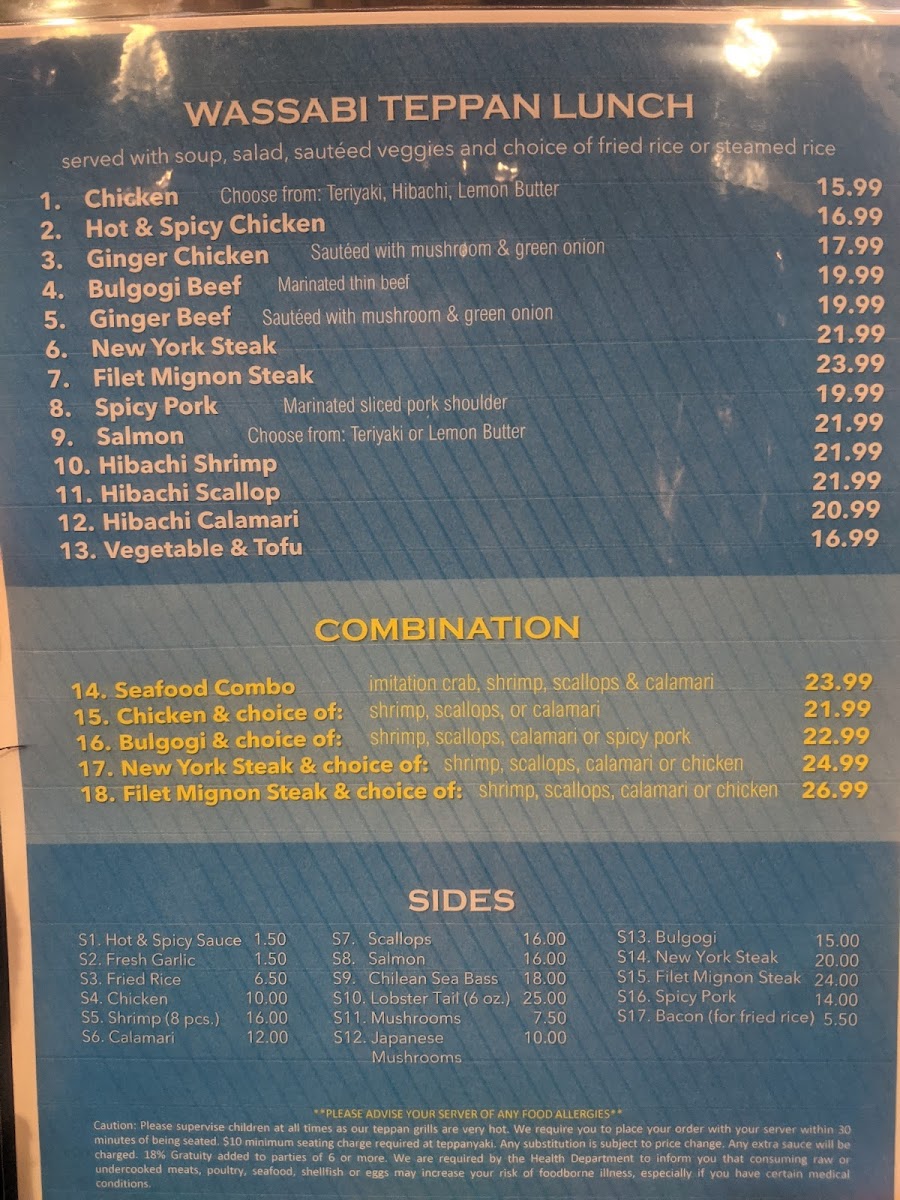 WASSABI TEPPAN LUNCH
served with soup, salad, sautéed veggies and choice of fried rice or steamed rice
1. Chicken Choose from: Teriyaki, Hibachi, Lemon Butter 15.99
2. Hot & Spicy Chicken 16.99
3. Ginger Chicken Sautéed with mushroom & green onion 17.99
4. Bulgogi Beef Marinated thin beef 19.99
5. Ginger Beef Sautéed with mushroom & green onion 19.99
6. New York Steak 21.99
7. Filet Mignon Steak 23.99
8. Spicy Pork Marinated sliced pork shoulder 19.99
9. Salmon Choose from: Teriyaki or Lemon Butter 21.99
10. Hibachi Shrimp 21.99
11. Hibachi Scallop 21.99
12. Hibachi Calamari 20.99
13. Vegetable & Tofu 16.99
COMBINATION
14. Seafood Combo imitation crab, shrimp, scallops & calamari 23.99
15. Chicken & choice of: shrimp, scallops, or calamari 21.99
16. Bulgogi & choice of: shrimp, scallops, calamari or spicy pork 22.99
17. New York Steak & choice of: shrimp, scallops, calamari or chicken 24.99
18. Filet Mignon Steak & choice of: shrimp, scallops, calamari or chicken 26.99
SIDES
S1. Hot & Spicy Sauce 1.50
S2. Fresh Garlic 1.50
S3. Fried Rice 6.50
S4. Chicken 10.00
S5. Shrimp (8 pcs.) 16.00
S6. Calamari 12.00
S7. Scallops 16.00
S8. Salmon 16.00
S9. Chilean Sea Bass 18.00
S10. Lobster Tail (6 oz.) 25.00
S11. Mushrooms 7.50
S12. Japanese 10.00
Mushrooms
S13. Bulgogi 15.00
S14. New York Steak 20.00
S15. Filet Mignon Steak 24.00
S16. Spicy Pork 14.00
S17. Bacon (for fried rice) 5.50
**PLEASE ADVISE YOUR SERVER OF ANY FOOD ALLERGIES**
Caution: Please supervise children at all times as our teppan grills are very hot. We require you to place your order with your server within 30
minutes of being seated. $10 minimum seating charge required at teppanyaki. Any substitution is subject to price change. Any extra sauce will be
charged. 18% Gratuity added to parties of 6 or more. We are required by the Health Department to inform you that consuming raw or
undercooked meats, poultry, seafood, shellfish or eggs may increase your risk of foodborne illness, especially if you have certain medical
conditions.